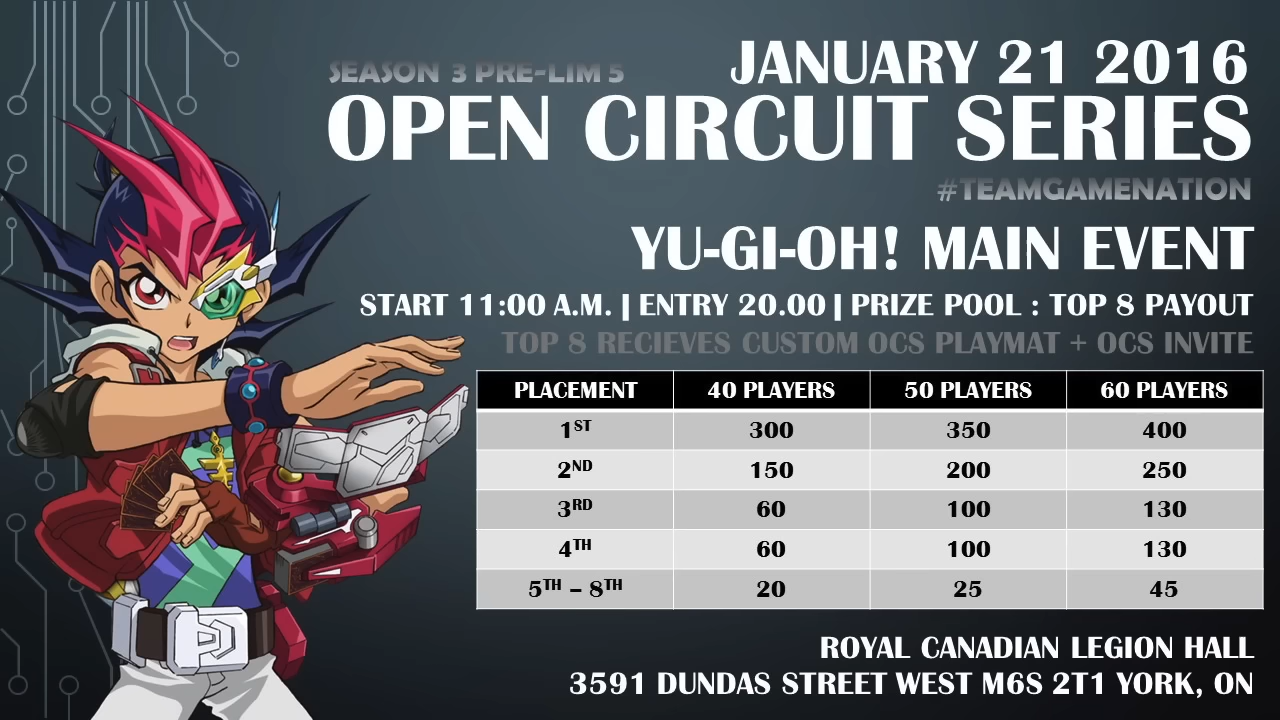 SEASON 3 PRE-LIM 5
JANUARY 21 2016
OPEN CIRCUIT SERIES
#TEAMGAMENATION
YU-GI-OH! MAIN EVENT
START 11:00 A.M. | ENTRY 20.00 | PRIZE POOL : TOP 8 PAYOUT
TOP 8 RECIEVES CUSTOM OCS PLAYMAT + OCS INVITE
PLACEMENT 40 PLAYERS 50 PLAYERS 60 PLAYERS
1ST 300 350 400
2ND 150 200 250
3RD 60 100 130
4TH 60 100 130
5TH – 8TH 20 25 45
ROYAL CANADIAN LEGION HALL
3591 DUNDAS STREET WEST M6S 2T1 YORK, ON